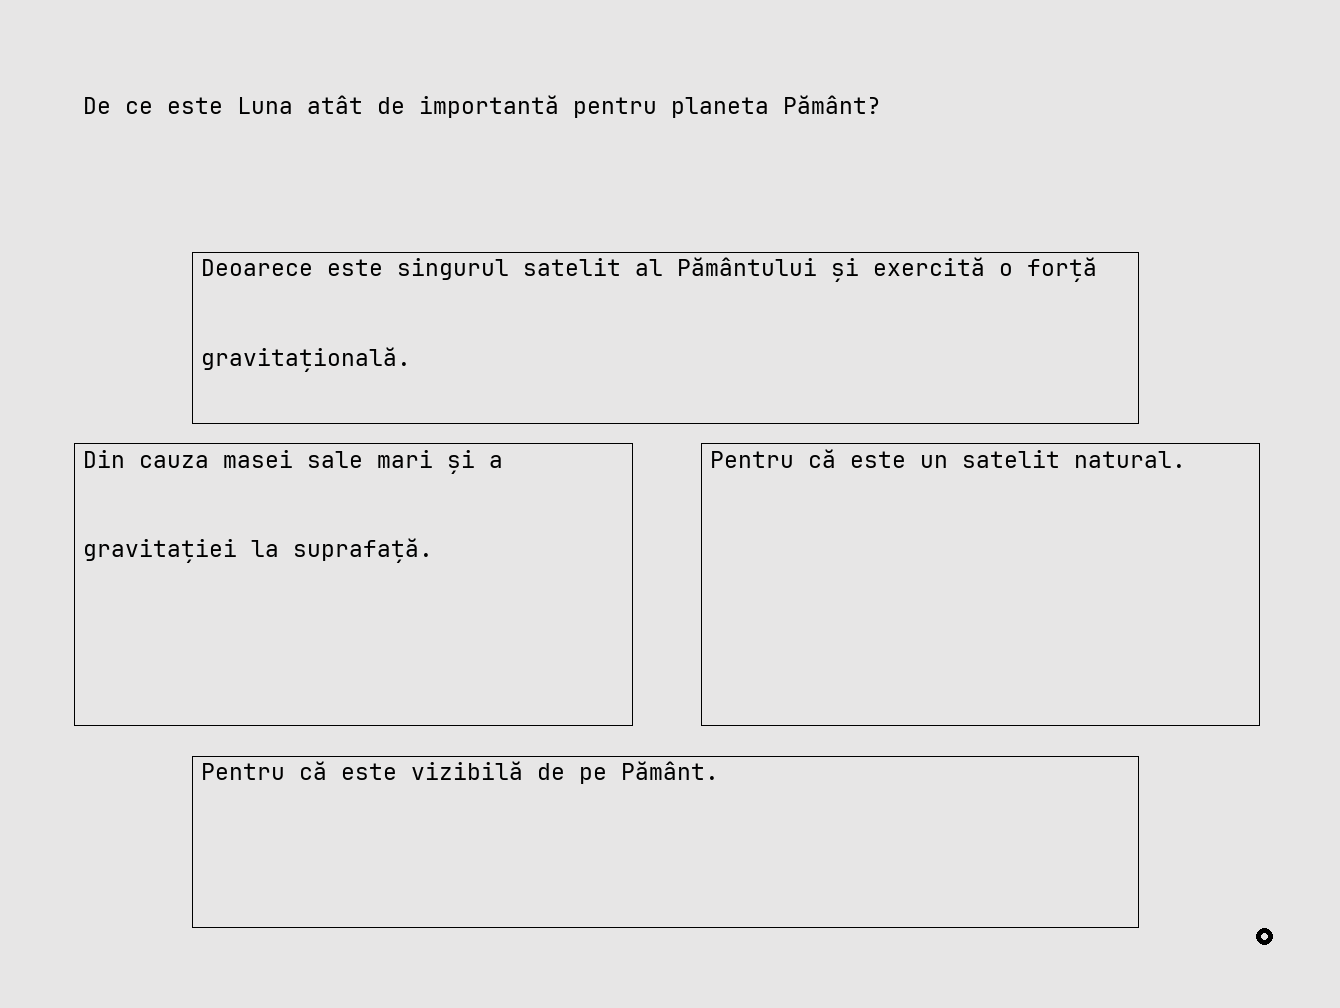 De ce este Luna atât de importantă pentru planeta Pământ?
Deoarece este singurul satelit al Pământului și exercită o forță
gravitațională.
Din cauza masei sale mari și a
gravitației la suprafață.
Pentru că este un satelit natural.
Pentru că este vizibilă de pe Pământ.